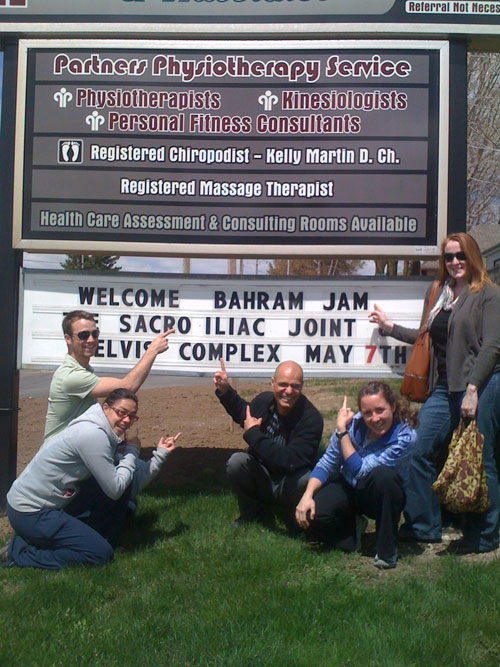 Referral Not Neces
Partners Physiotherapy Service
Physiotherapists Kinesiologists
Personal Fitness Consultants
Registered Chiropodist – Kelly Martin D. Ch.
Registered Massage Therapist
Health Care Assessment & Consulting Rooms Available
WELCOME BAHRAM JAM
SACRO ILIAC JOINT
ELVIS COMPLEX MAY 7TH